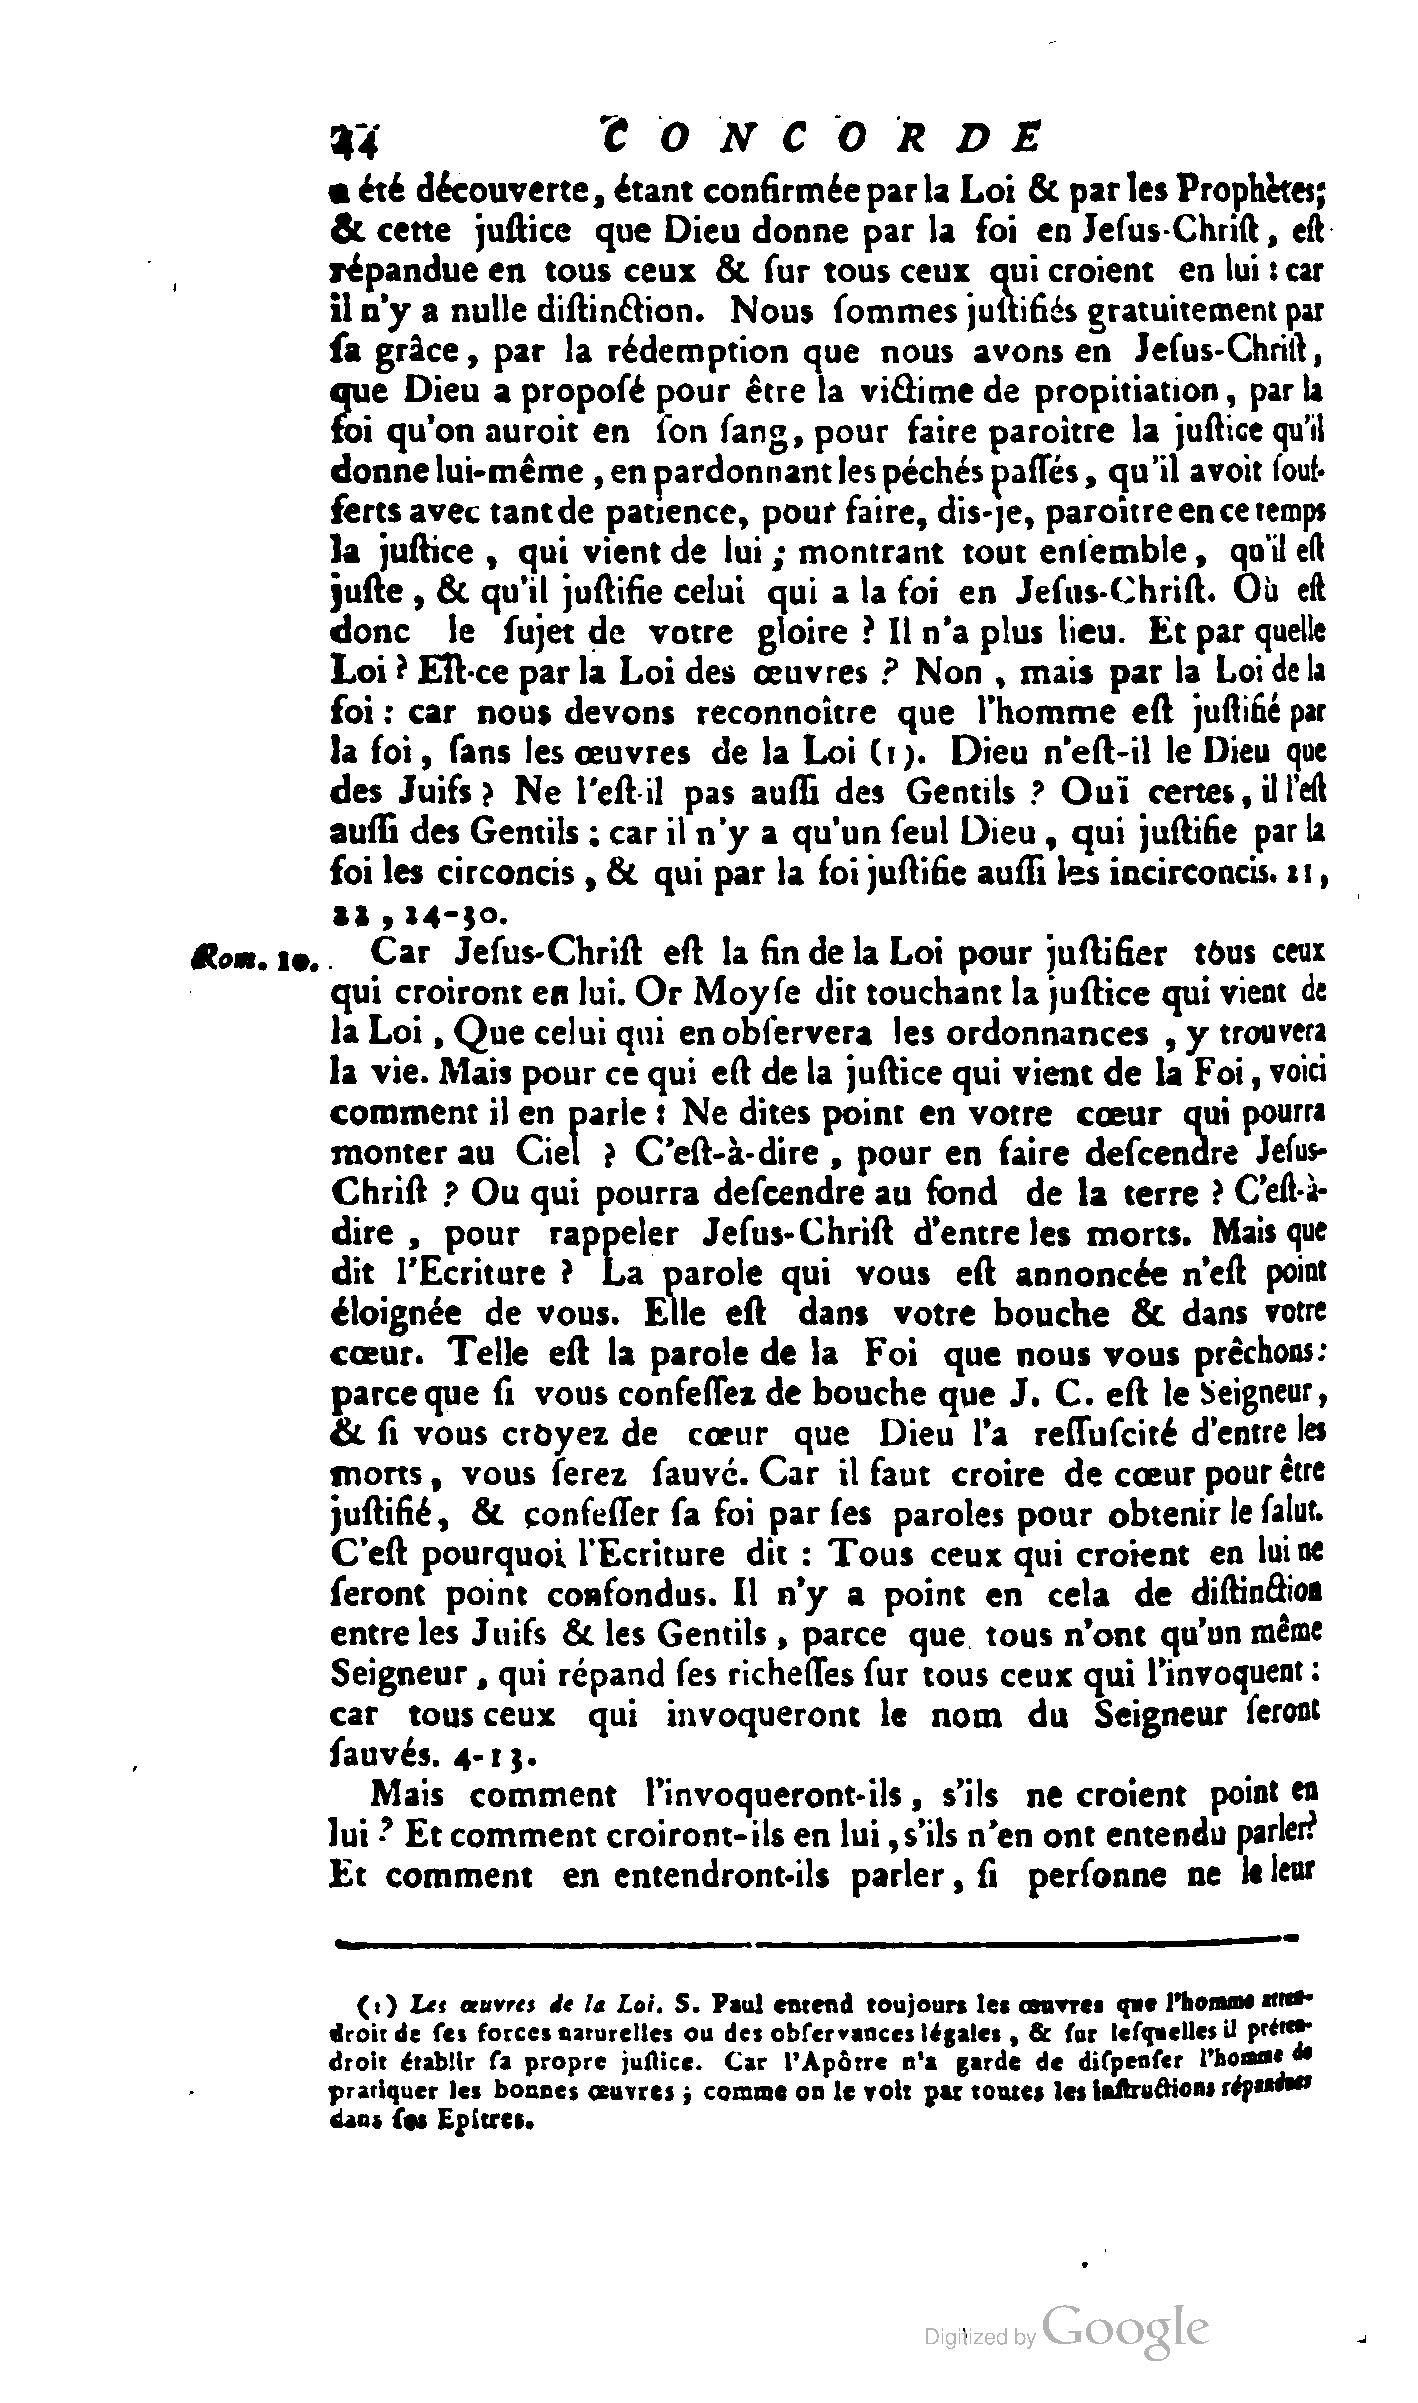 44 CONCORDE
a été découverte, étant confirmée par la Loi & par les Prophètes;
& cette juſtice que Dieu donne par la foi en Jeſus-Chriſt, eſt
répandue en tous ceux & ſur tous ceux qui croient en lui : car
il n'y a nulle diſtinction. Nous ſommes juſtifiés gratuitement par
ſa grâce, par la rédemption que nous avons en Jeſus-Chriſt,
que Dieu a propoſé pour être la victime de propitiation, par la
foi qu'on auroit en ſon ſang, pour faire paroître la juſtice qu'il
donne lui-même, en pardonnant les péchés paſſés, qu'il avoit ſouf-
ferts avec tant de patience, pour faire, dis-je, paroître en ce temps
la juſtice, qui vient de lui ; montrant tout enſemble, qu'il eſt
juſte, & qu'il juſtifie celui qui a la foi en Jeſus-Chriſt. Où eſt
donc le ſujet de votre gloire ? Il n'a plus lieu. Et par quelle
Loi ? Eſt-ce par la Loi des œuvres ? Non, mais par la Loi de la
foi : car nous devons reconnoître que l'homme eſt juſtifié par
la foi, ſans les œuvres de la Loi (1). Dieu n'eſt-il le Dieu que
des Juifs ? Ne l'eſt-il pas auſſi des Gentils ? Ouï certes, il l'eſt
auſſi des Gentils ; car il n'y a qu'un ſeul Dieu, qui juſtifie par la
foi les circoncis, & qui par la foi juſtifie auſſi les incirconcis. 21,
22, 24-30.
Rom. 10. Car Jeſus-Chriſt eſt la fin de la Loi pour juſtifier tous ceux
qui croiront en lui. Or Moyſe dit touchant la juſtice qui vient de
la Loi, Que celui qui en obſervera les ordonnances, y trouvera
la vie. Mais pour ce qui eſt de la juſtice qui vient de la Foi, voici
comment il en parle : Ne dites point en votre cœur qui pourra
monter au Ciel ? C'eſt-à-dire, pour en faire deſcendre Jeſus-
Chriſt ? Ou qui pourra deſcendre au fond de la terre ? C'eſt-à-
dire, pour rappeler Jeſus-Chriſt d'entre les morts. Mais que
dit l'Ecriture ? La parole qui vous eſt annoncée n'eſt point
éloignée de vous. Elle eſt dans votre bouche & dans votre
cœur. Telle eſt la parole de la Foi que nous vous prêchons :
parce que ſi vous confeſſez de bouche que J. C. eſt le Seigneur,
& ſi vous croyez de cœur que Dieu l'a reſſuſcité d'entre les
morts, vous ſerez ſauvé. Car il faut croire de cœur pour être
juſtifié, & confeſſer ſa foi par ſes paroles pour obtenir le ſalut.
C'eſt pourquoi l'Ecriture dit : Tous ceux qui croient en lui ne
ſeront point confondus. Il n'y a point en cela de diſtinction
entre les Juifs & les Gentils, parce que tous n'ont qu'un même
Seigneur, qui répand ſes richeſſes ſur tous ceux qui l'invoquent :
car tous ceux qui invoqueront le nom du Seigneur ſeront
ſauvés. 4-13.
Mais comment l'invoqueront-ils, s'ils ne croient point en
lui ? Et comment croiront-ils en lui, s'ils n'en ont entendu parler ?
Et comment en entendront-ils parler, ſi perſonne ne le leur
(1) Les œuvres de la Loi. S. Paul entend toujours les œuvres que l'homme atten-
droit de ſes forces naturelles ou des obſervances légales, & ſur leſquelles il préten-
droit établir ſa propre juſtice. Car l'Apôtre n'a garde de diſpenſer l'homme de
pratiquer les bonnes œuvres ; comme on le voit par toutes les inſtructions répandues
dans ſes Epîtres.
Digitized by Google